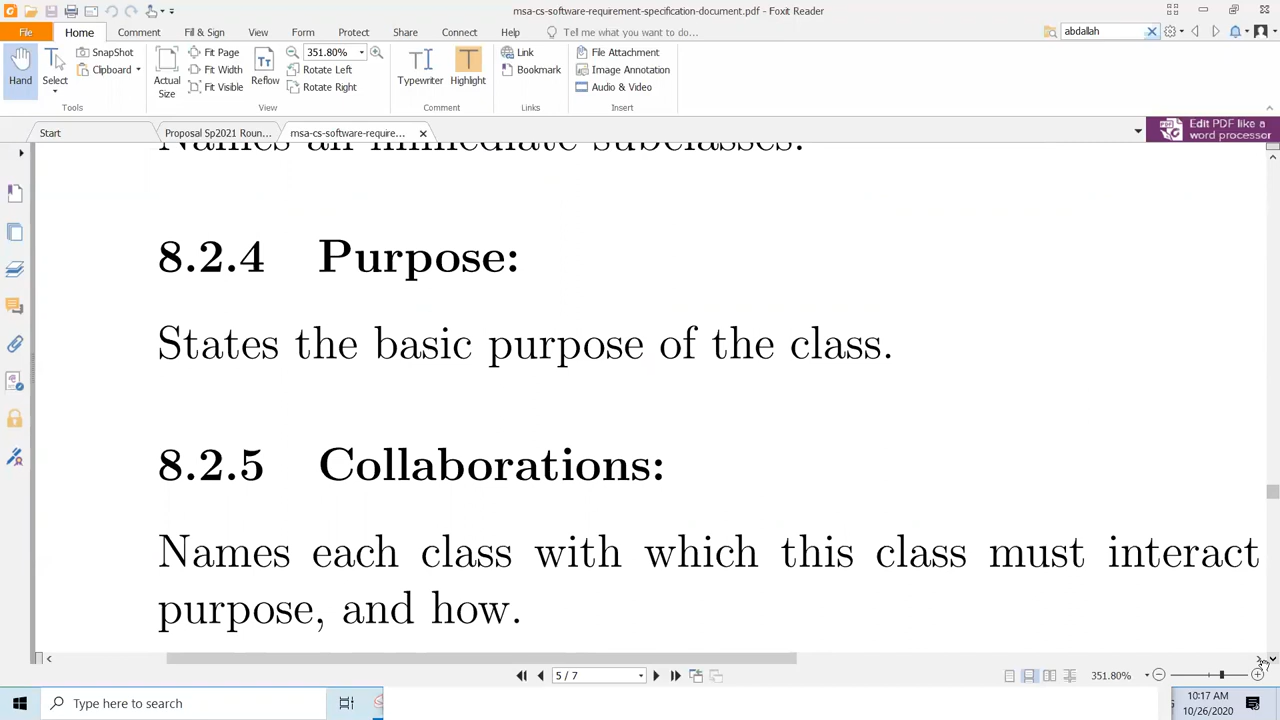 msa-cs-software-requirement-specification-document.pdf - Foxit Reader
File Home Comment Fill & Sign View Form Protect Share Connect Help Tell me what you want to do... abdallah
Hand
Select
SnapShot
Clipboard
Tools
Actual Size
Fit Page
Fit Width
Fit Visible
Reflow
351.80%
Rotate Left
Rotate Right
View
Typewriter
Highlight
Comment
Link
Bookmark
Links
File Attachment
Image Annotation
Audio & Video
Insert
Start Proposal Sp2021 Roun... msa-cs-software-require...
Edit PDF like a
word processor
Names all immediate subclasses.
8.2.4 Purpose:
States the basic purpose of the class.
8.2.5 Collaborations:
Names each class with which this class must interact
purpose, and how.
5 / 7 351.80%
Type here to search
10:17 AM
10/26/2020